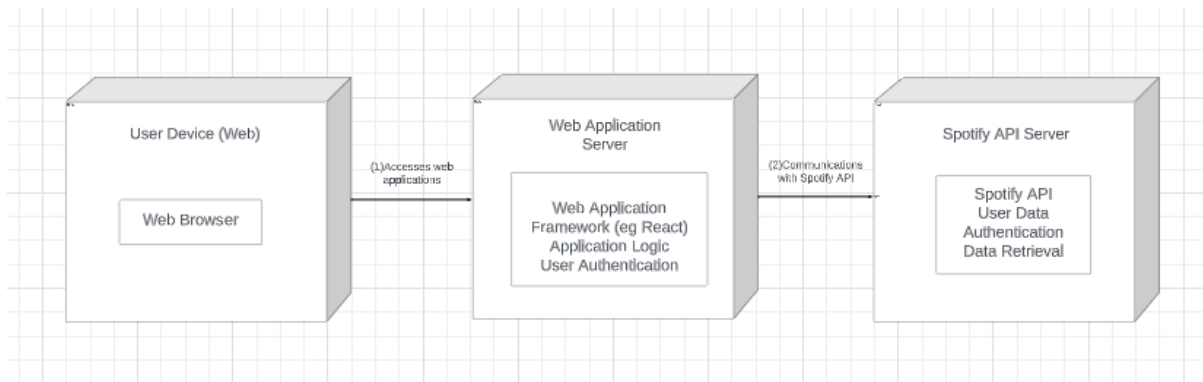 User Device (Web)
Web Browser
(1)Accesses web
applications
Web Application
Server
Web Application
Framework (eg React)
Application Logic
User Authentication
(2)Communications
with Spotify API
Spotify API Server
Spotify API
User Data
Authentication
Data Retrieval